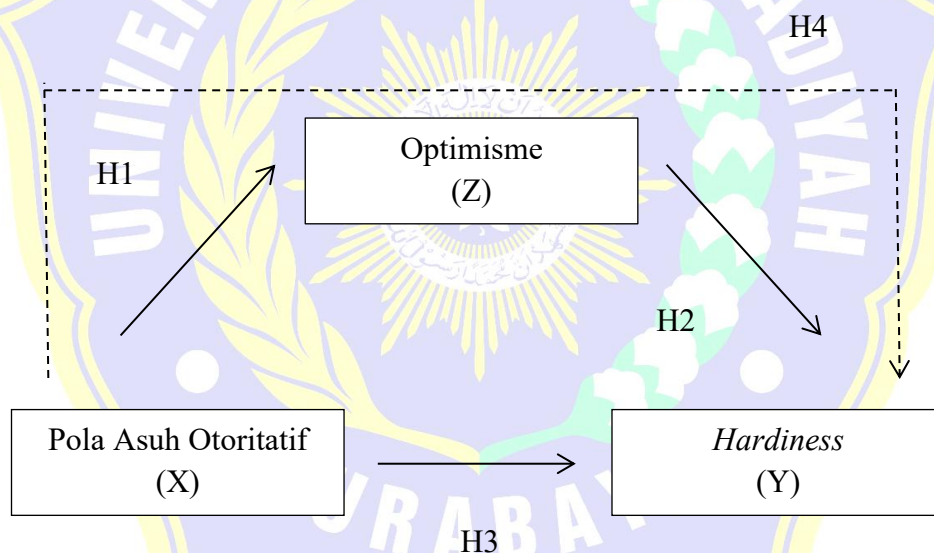 H4
H1
Optimisme
(Z)
H2
Pola Asuh Otoritatif
(X)
Hardiness
(Y)
H3